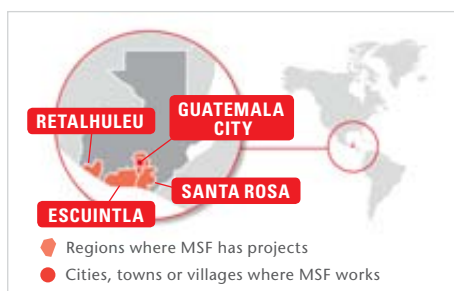 RETALHULEU
GUATEMALA
CITY
SANTA ROSA
ESCUINTLA
Regions where MSF has projects
Cities, towns or villages where MSF works